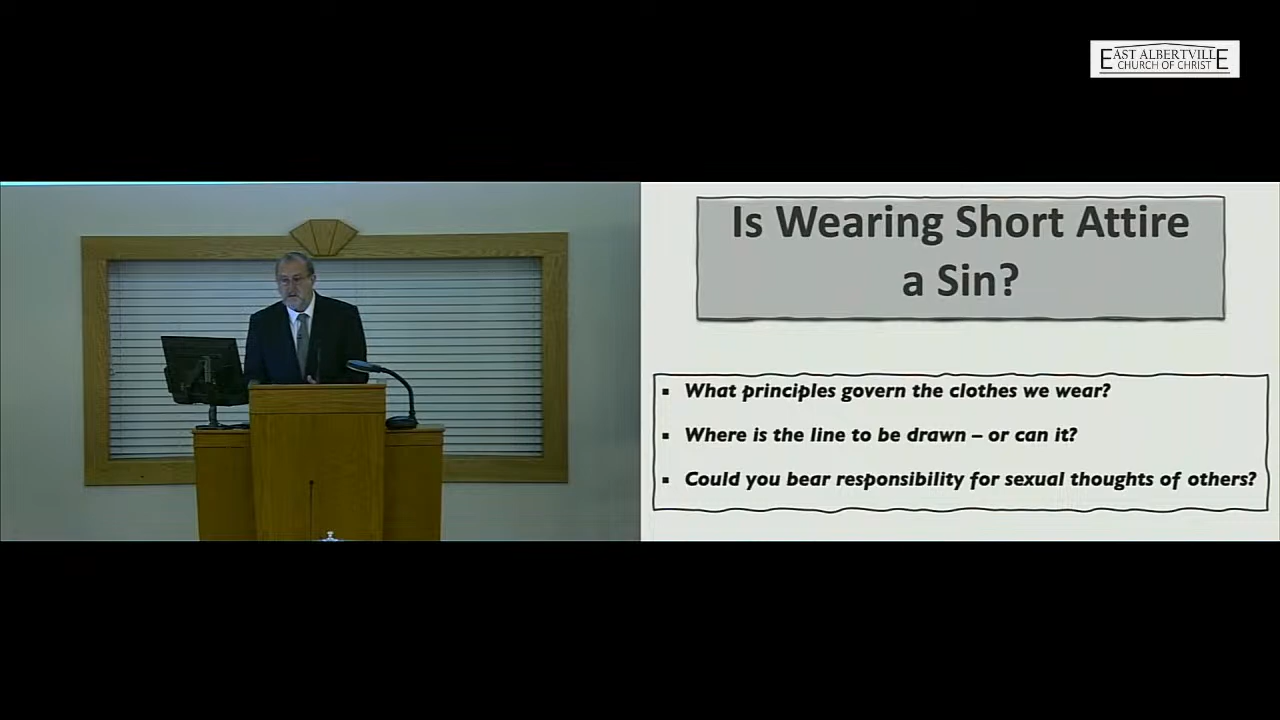 EAST ALBERTVILLE
CHURCH OF CHRIST
Is Wearing Short Attire
a Sin?
▪ What principles govern the clothes we wear?
▪ Where is the line to be drawn – or can it?
▪ Could you bear responsibility for sexual thoughts of others?